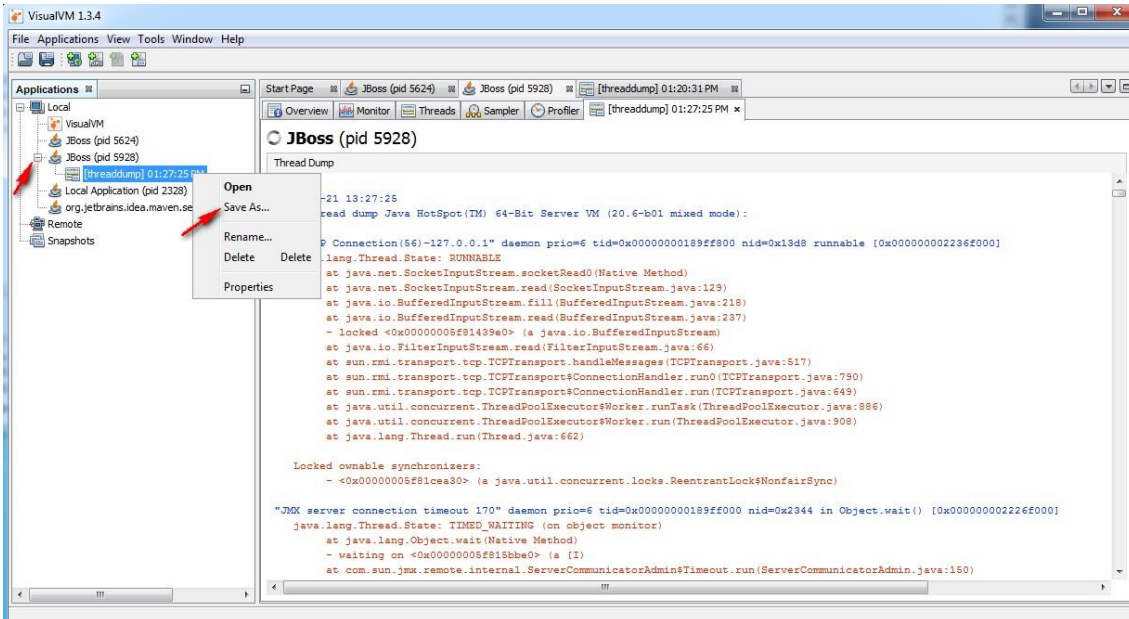 VisualVM 1.3.4
File Applications View Tools Window Help
Applications
Local
VisualVM
JBoss (pid 5624)
JBoss (pid 5928)
[threaddump] 01:27:25 PM
Local Application (pid 2328)
org.jetbrains.idea.maven.se
Remote
Snapshots
Open
Save As...
Rename...
Delete Delete
Properties
Start Page JBoss (pid 5624) JBoss (pid 5928) [threaddump] 01:20:31 PM
Overview Monitor Threads Sampler Profiler [threaddump] 01:27:25 PM
JBoss (pid 5928)
Thread Dump
-21 13:27:25
read dump Java HotSpot(TM) 64-Bit Server VM (20.6-b01 mixed mode):
P Connection(56)-127.0.0.1" daemon prio=6 tid=0x00000000189ff800 nid=0x13d8 runnable [0x000000002236f000]
.lang.Thread.State: RUNNABLE
at java.net.SocketInputStream.socketRead0(Native Method)
at java.net.SocketInputStream.read(SocketInputStream.java:129)
at java.io.BufferedInputStream.fill(BufferedInputStream.java:218)
at java.io.BufferedInputStream.read(BufferedInputStream.java:237)
- locked <0x00000005f81439e0> (a java.io.BufferedInputStream)
at java.io.FilterInputStream.read(FilterInputStream.java:66)
at sun.rmi.transport.tcp.TCPTransport.handleMessages(TCPTransport.java:517)
at sun.rmi.transport.tcp.TCPTransport$ConnectionHandler.run0(TCPTransport.java:790)
at sun.rmi.transport.tcp.TCPTransport$ConnectionHandler.run(TCPTransport.java:649)
at java.util.concurrent.ThreadPoolExecutor$Worker.runTask(ThreadPoolExecutor.java:886)
at java.util.concurrent.ThreadPoolExecutor$Worker.run(ThreadPoolExecutor.java:908)
at java.lang.Thread.run(Thread.java:662)
Locked ownable synchronizers:
- <0x00000005f81cea30> (a java.util.concurrent.locks.ReentrantLock$NonfairSync)
"JMX server connection timeout 170" daemon prio=6 tid=0x00000000189ff000 nid=0x2344 in Object.wait() [0x000000002226f000]
java.lang.Thread.State: TIMED_WAITING (on object monitor)
at java.lang.Object.wait(Native Method)
- waiting on <0x00000005f815bbe0> (a [I)
at com.sun.jmx.remote.internal.ServerCommunicatorAdmin$Timeout.run(ServerCommunicatorAdmin.java:150)